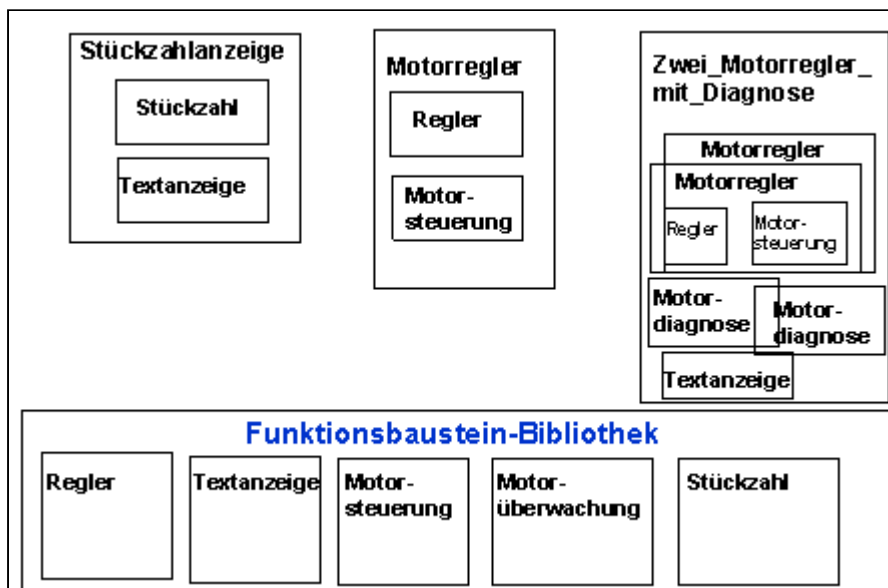 Stückzahlanzeige
Stückzahl
Textanzeige
Motorregler
Regler
Motor-
steuerung
Zwei_Motorregler_
mit_Diagnose
Motorregler
Motorregler
Regler
Motor-
steuerung
Motor-
diagnose
Motor-
diagnose
Textanzeige
Funktionsbaustein-Bibliothek
Regler
Textanzeige
Motor-
steuerung
Motor-
überwachung
Stückzahl